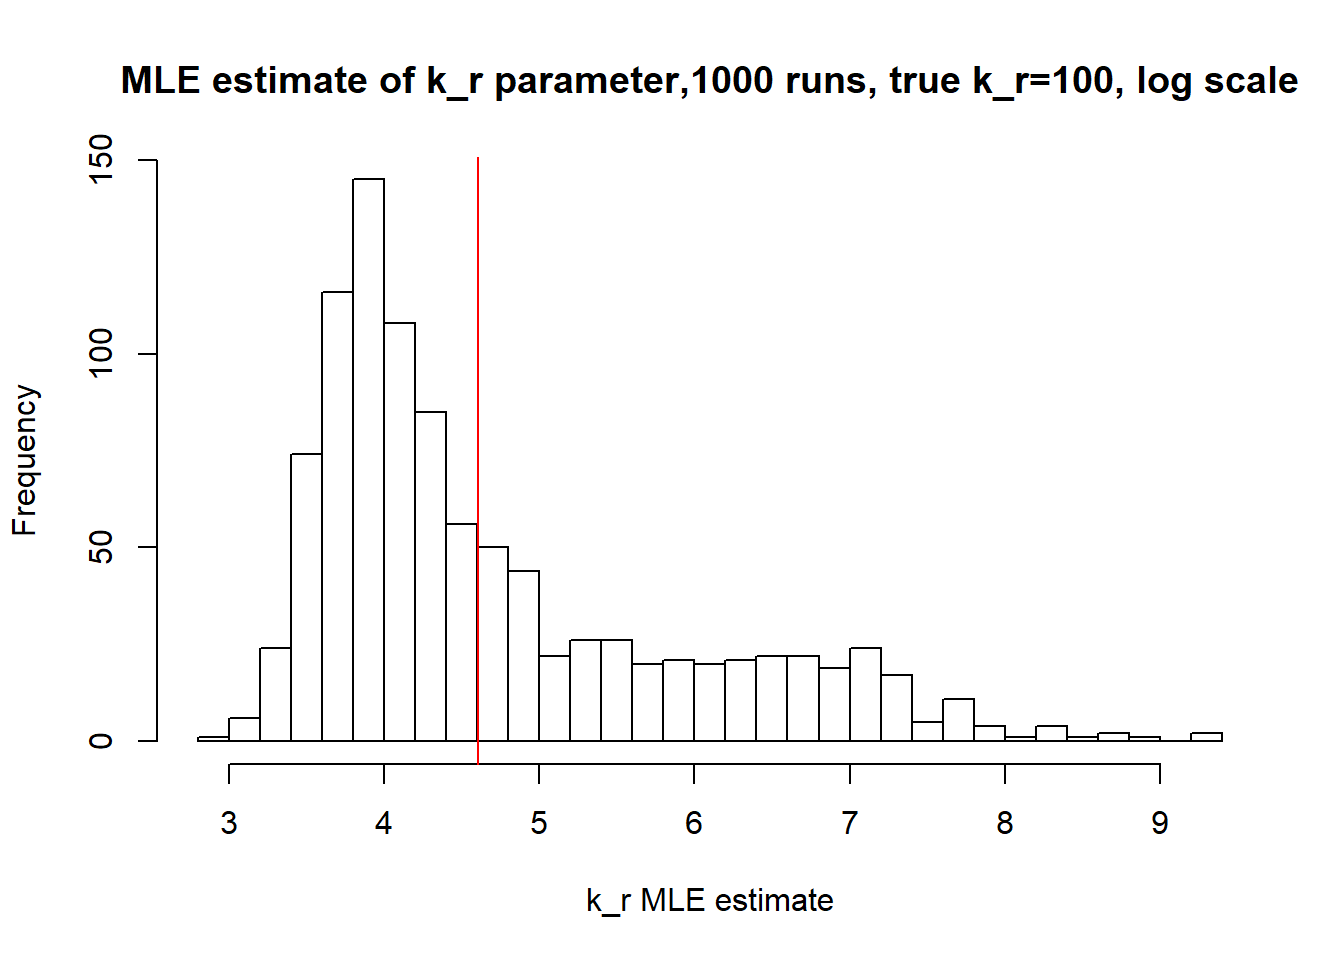 MLE estimate of k_r parameter,1000 runs, true k_r=100, log scale
150
100
50
0
Frequency
3 4 5 6 7 8 9
k_r MLE estimate